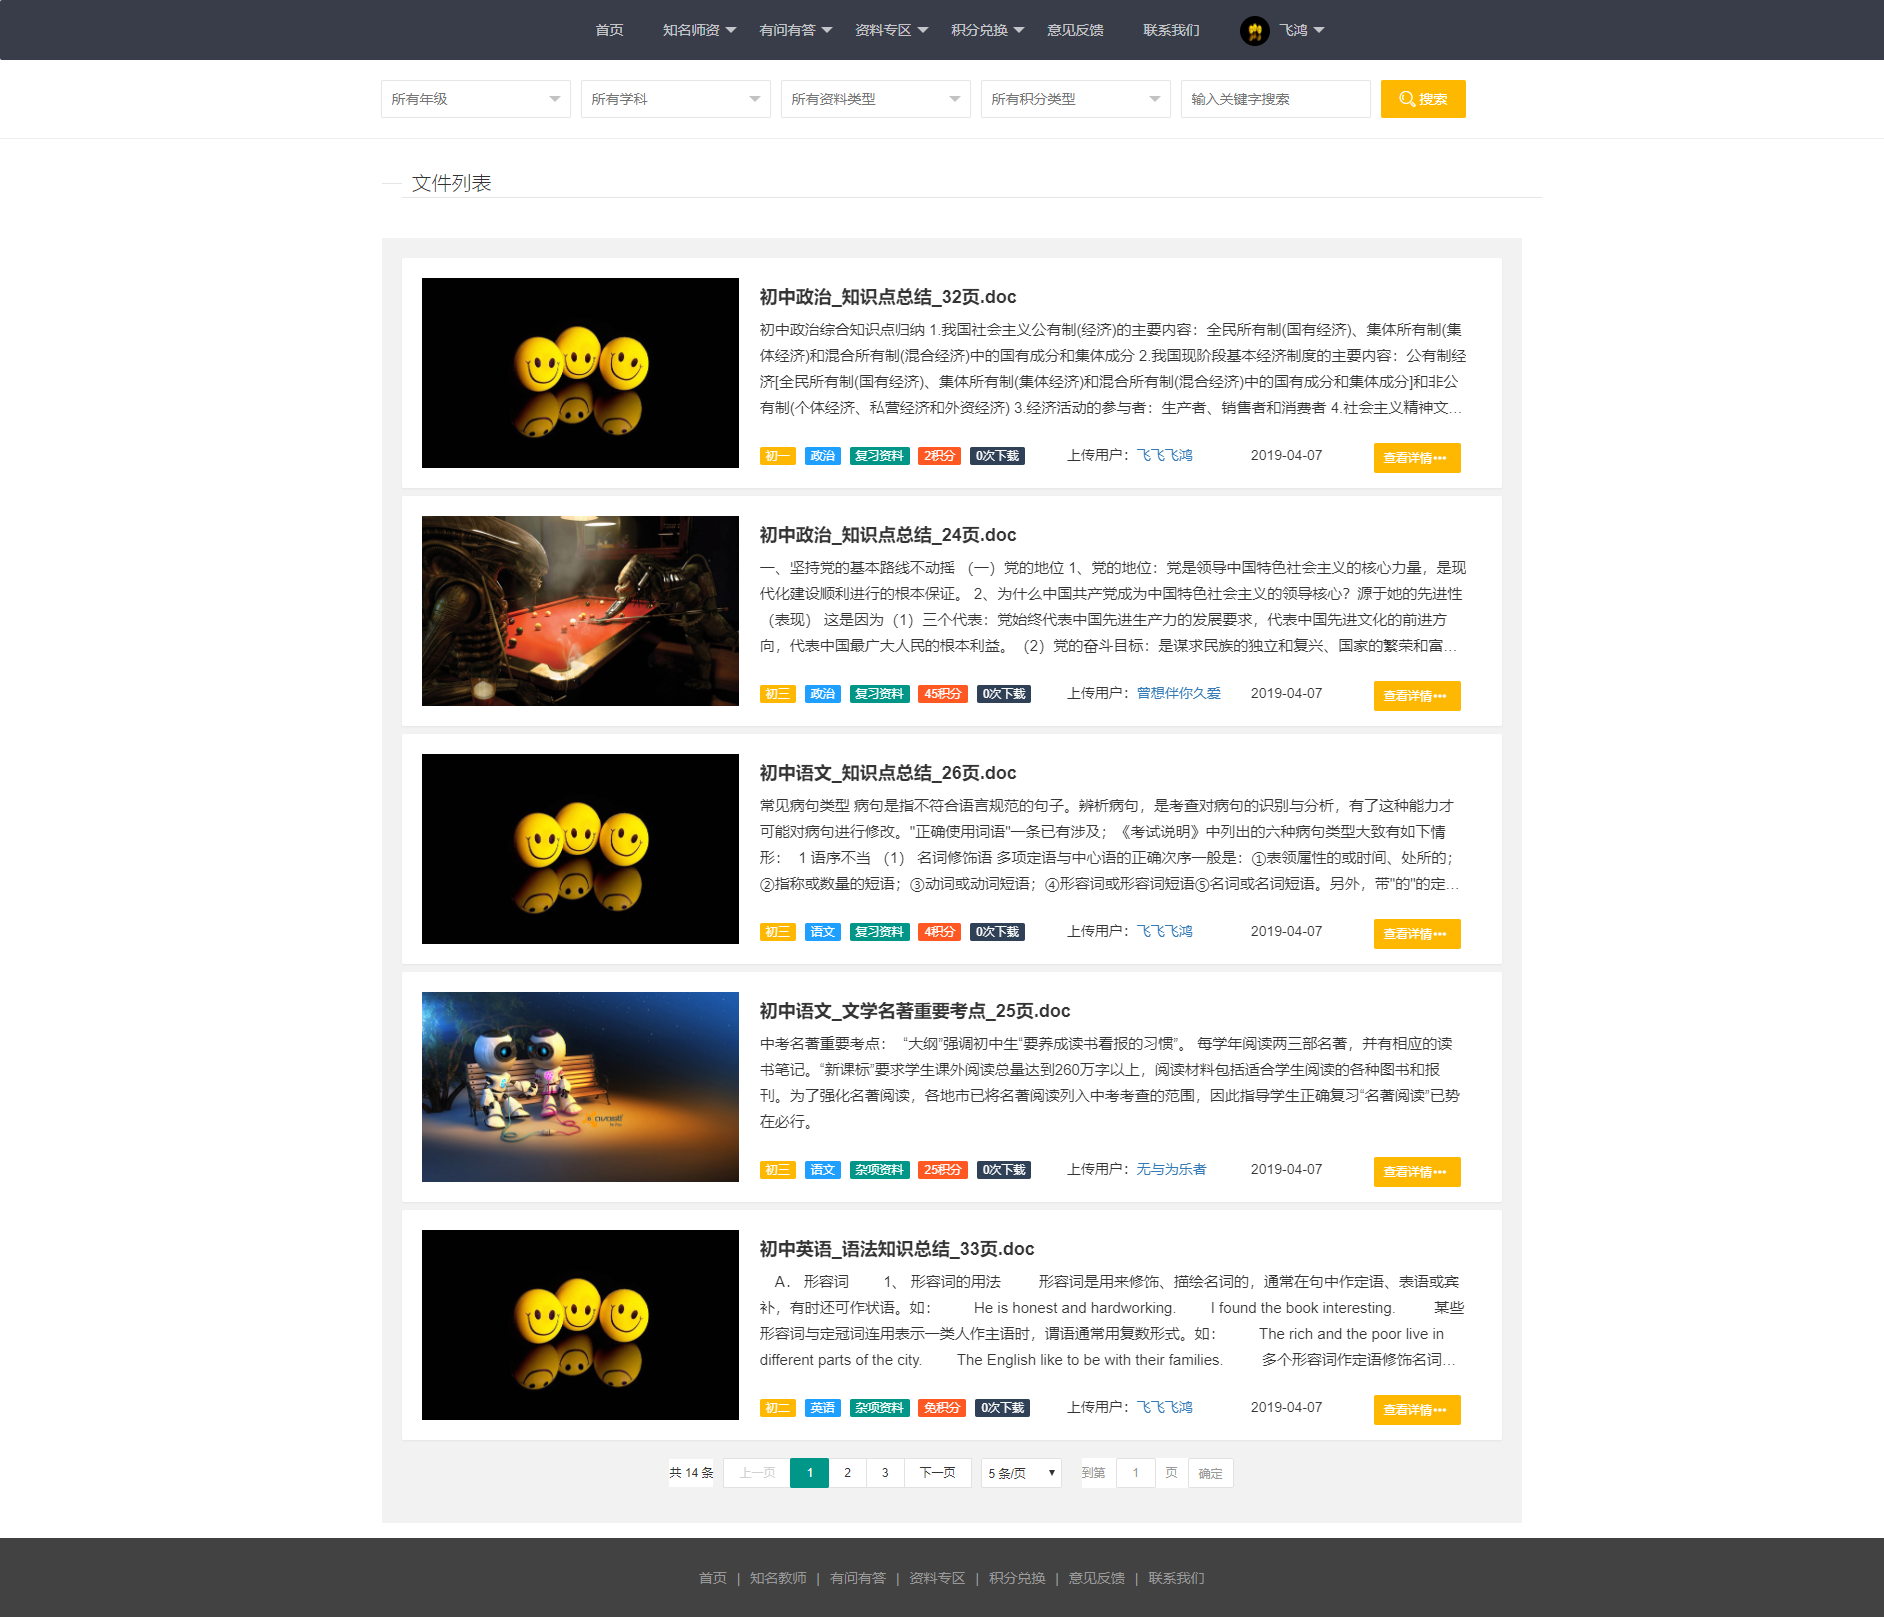 首页 知名师资 有问有答 资料专区 积分兑换 意见反馈 联系我们 飞鸿
所有年级 所有学科 所有资料类型 所有积分类型 输入关键字搜索 搜索
文件列表
初中政治_知识点总结_32页.doc
初中政治综合知识点归纳 1.我国社会主义公有制(经济)的主要内容：全民所有制(国有经济)、集体所有制(集
体经济)和混合所有制(混合经济)中的国有成分和集体成分 2.我国现阶段基本经济制度的主要内容：公有制经
济[全民所有制(国有经济)、集体所有制(集体经济)和混合所有制(混合经济)中的国有成分和集体成分]和非公
有制(个体经济、私营经济和外资经济) 3.经济活动的参与者：生产者、销售者和消费者 4.社会主义精神文…
初一 政治 复习资料 2积分 0次下载 上传用户：飞飞飞鸿 2019-04-07 查看详情•••
初中政治_知识点总结_24页.doc
一、坚持党的基本路线不动摇 （一）党的地位 1、党的地位：党是领导中国特色社会主义的核心力量，是现
代化建设顺利进行的根本保证。 2、为什么中国共产党成为中国特色社会主义的领导核心？源于她的先进性
（表现） 这是因为（1）三个代表：党始终代表中国先进生产力的发展要求，代表中国先进文化的前进方
向，代表中国最广大人民的根本利益。（2）党的奋斗目标：是谋求民族的独立和复兴、国家的繁荣和富…
初三 政治 复习资料 45积分 0次下载 上传用户：曾想伴你久爱 2019-04-07 查看详情•••
初中语文_知识点总结_26页.doc
常见病句类型 病句是指不符合语言规范的句子。辨析病句，是考查对病句的识别与分析，有了这种能力才
可能对病句进行修改。"正确使用词语"一条已有涉及；《考试说明》中列出的六种病句类型大致有如下情
形： 1 语序不当 （1） 名词修饰语 多项定语与中心语的正确次序一般是：①表领属性的或时间、处所的；
②指称或数量的短语；③动词或动词短语；④形容词或形容词短语⑤名词或名词短语。另外，带"的"的定…
初三 语文 复习资料 4积分 0次下载 上传用户：飞飞飞鸿 2019-04-07 查看详情•••
初中语文_文学名著重要考点_25页.doc
中考名著重要考点： “大纲”强调初中生“要养成读书看报的习惯”。 每学年阅读两三部名著，并有相应的读
书笔记。“新课标”要求学生课外阅读总量达到260万字以上，阅读材料包括适合学生阅读的各种图书和报
刊。为了强化名著阅读，各地市已将名著阅读列入中考考查的范围，因此指导学生正确复习“名著阅读”已势
在必行。
初三 语文 杂项资料 25积分 0次下载 上传用户：无与为乐者 2019-04-07 查看详情•••
初中英语_语法知识总结_33页.doc
A． 形容词 1、 形容词的用法 形容词是用来修饰、描绘名词的，通常在句中作定语、表语或宾
补，有时还可作状语。如： He is honest and hardworking. I found the book interesting. 某些
形容词与定冠词连用表示一类人作主语时，谓语通常用复数形式。如： The rich and the poor live in
different parts of the city. The English like to be with their families. 多个形容词作定语修饰名词…
初二 英语 杂项资料 免积分 0次下载 上传用户：飞飞飞鸿 2019-04-07 查看详情•••
共 14 条 上一页 1 2 3 下一页 5 条/页 到第 1 页 确定
首页 | 知名教师 | 有问有答 | 资料专区 | 积分兑换 | 意见反馈 | 联系我们